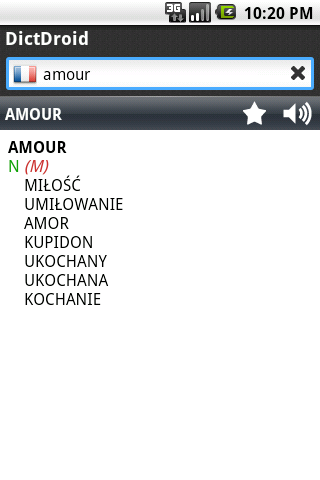 3G 10:20 PM
DictDroid
amour
AMOUR
AMOUR
N (M)
MIŁOŚĆ
UMIŁOWANIE
AMOR
KUPIDON
UKOCHANY
UKOCHANA
KOCHANIE